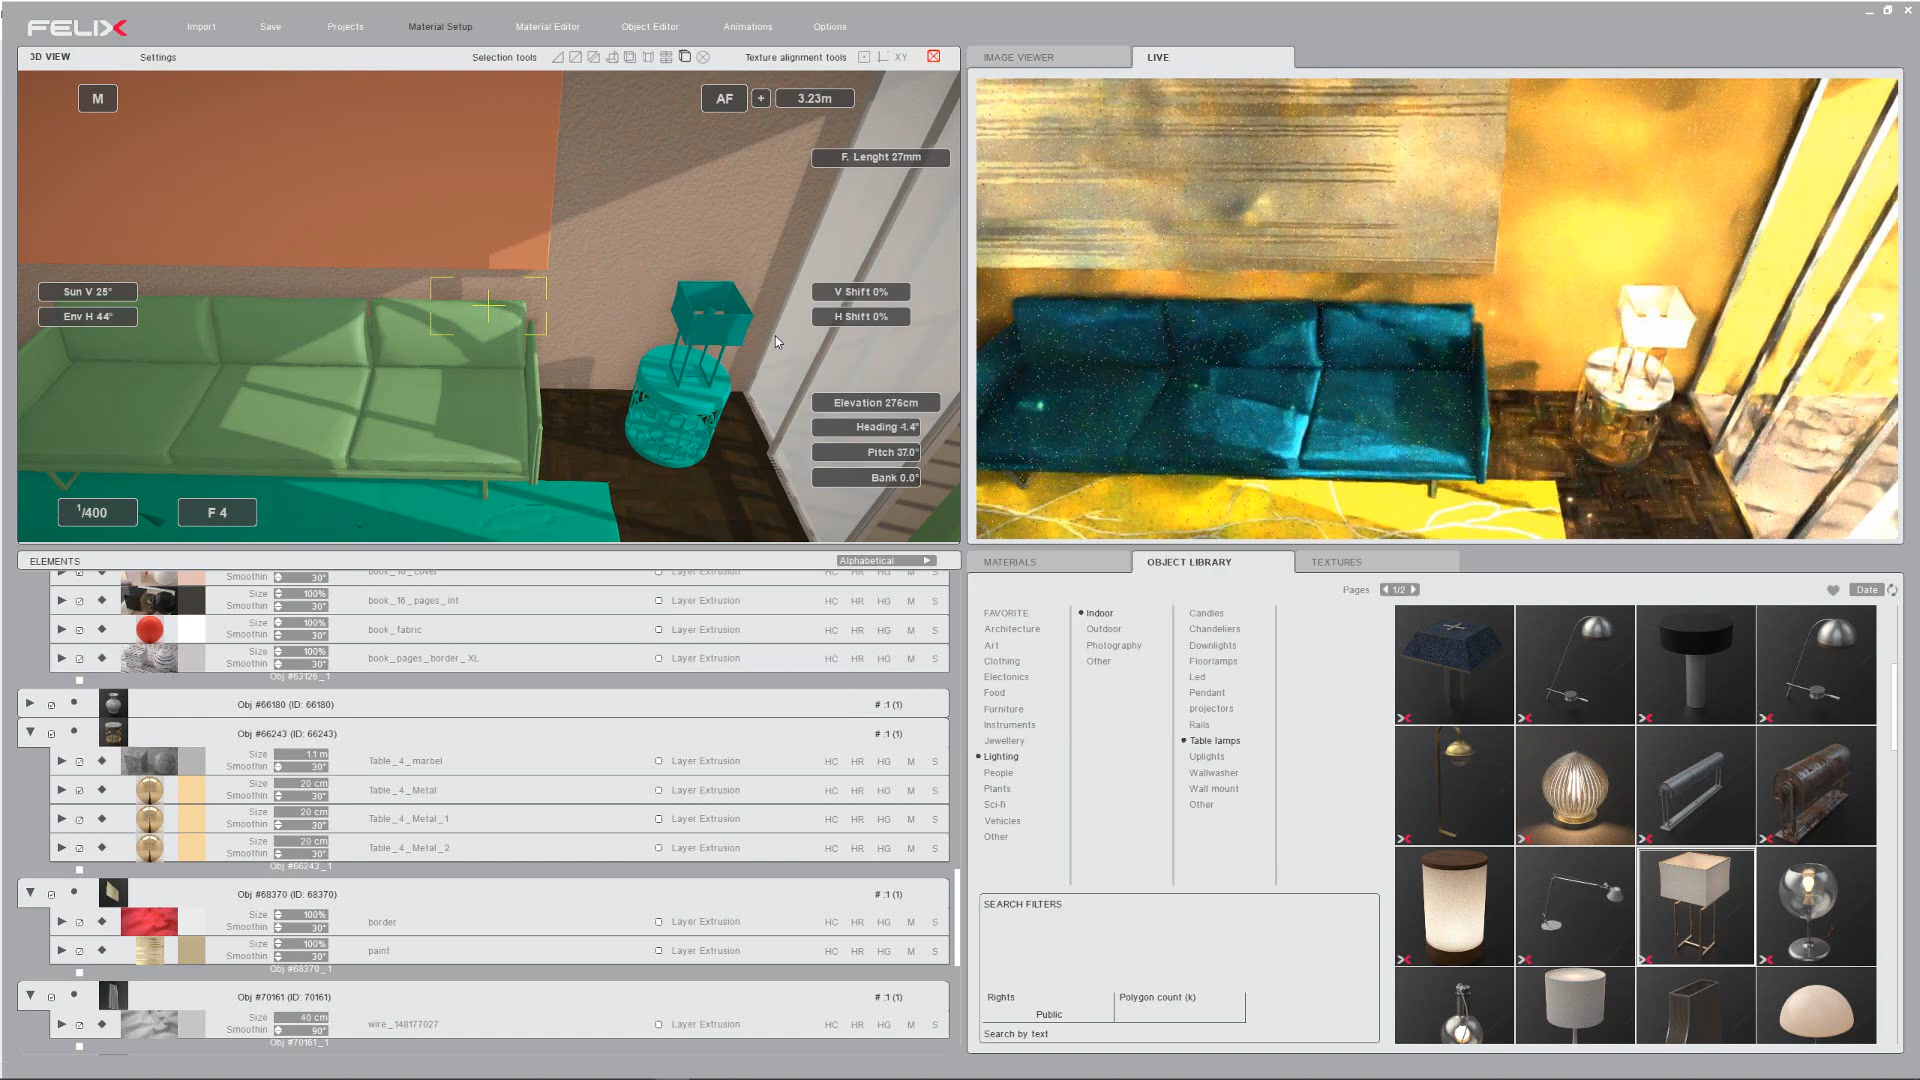 FELIX
Import Save Projects Material Setup Material Editor Object Editor Animations Options
3D VIEW Settings Selection tools Texture alignment tools XY
M
AF + 3.23m
F. Lenght 27mm
Sun V 25°
Env H 44°
V Shift 0%
H Shift 0%
Elevation 276cm
Heading -1.4°
Pitch 37.0°
Bank 0.0°
1/400
F 4
IMAGE VIEWER LIVE
ELEMENTS Alphabetical
Smoothin 30° book_16_cover Layer Extrusion HC HR HG M S
Size 100%
Smoothin 30° book_16_pages_int Layer Extrusion HC HR HG M S
Size 100%
Smoothin 30° book_fabric Layer Extrusion HC HR HG M S
Size 100%
Smoothin 30° book_pages_border_XL Layer Extrusion HC HR HG M S
Obj #63126_1
Obj #66180 (ID: 66180) # :1 (1)
Obj #66243 (ID: 66243) # :1 (1)
Size 1.1 m
Smoothin 30° Table_4_marbel Layer Extrusion HC HR HG M S
Size 20 cm
Smoothin 30° Table_4_Metal Layer Extrusion HC HR HG M S
Size 20 cm
Smoothin 30° Table_4_Metal_1 Layer Extrusion HC HR HG M S
Size 20 cm
Smoothin 30° Table_4_Metal_2 Layer Extrusion HC HR HG M S
Obj #66243_1
Obj #68370 (ID: 68370) # :1 (1)
Size 100%
Smoothin 30° border Layer Extrusion HC HR HG M S
Size 100%
Smoothin 30° paint Layer Extrusion HC HR HG M S
Obj #68370_1
Obj #70161 (ID: 70161) # :1 (1)
Size 40 cm
Smoothin 90° wire_148177027 Layer Extrusion HC HR HG M S
Obj #70161_1
MATERIALS OBJECT LIBRARY TEXTURES
Pages 1/2 Date
FAVORITE
Architecture
Art
Clothing
Electonics
Food
Furniture
Instruments
Jewellery
Lighting
People
Plants
Sci-fi
Vehicles
Other
Indoor
Outdoor
Photography
Other
Candles
Chandeliers
Downlights
Floorlamps
Led
Pendant
projectors
Rails
Table lamps
Uplights
Wallwasher
Wall mount
Other
SEARCH FILTERS
Rights Polygon count (k)
Public
Search by text